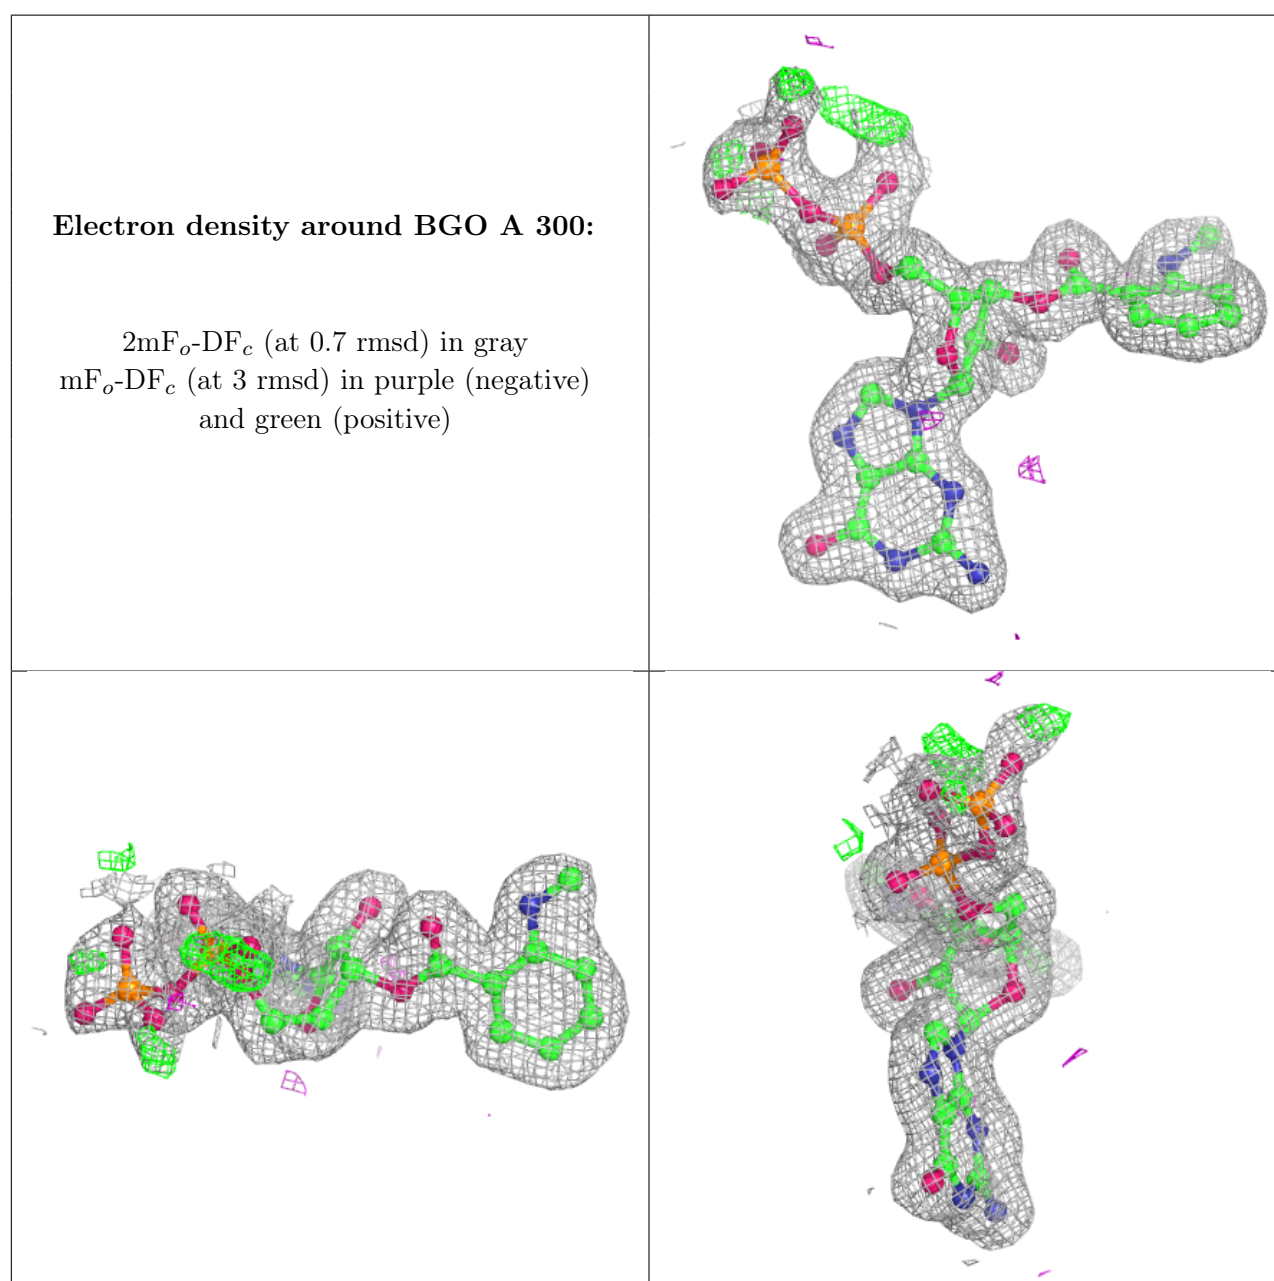 Electron density around BGO A 300:
2mFo-DFc (at 0.7 rmsd) in gray
mFo-DFc (at 3 rmsd) in purple (negative)
and green (positive)